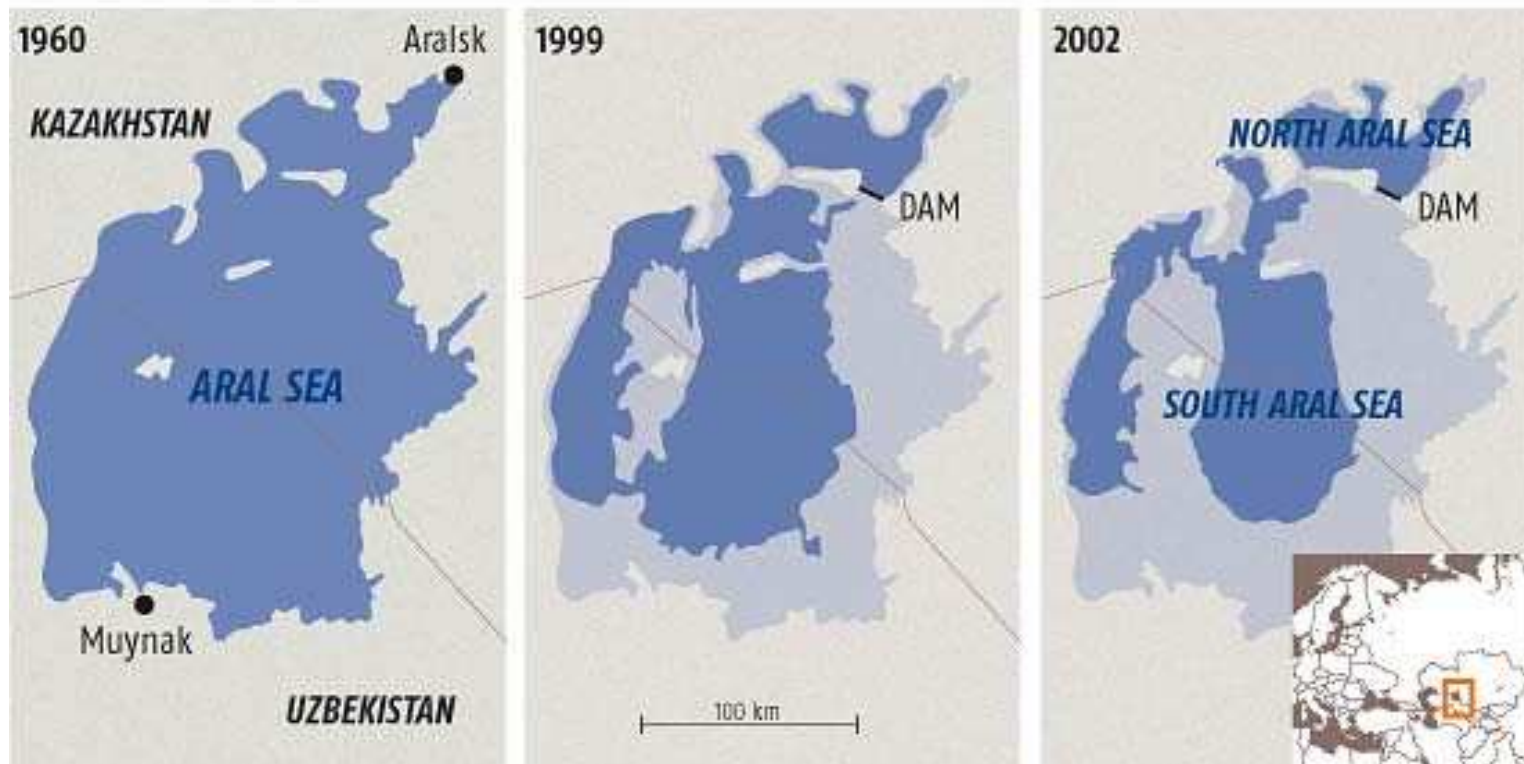 1960
Aralsk
KAZAKHSTAN
ARAL SEA
Muynak
UZBEKISTAN
1999
DAM
100 km
2002
NORTH ARAL SEA
DAM
SOUTH ARAL SEA